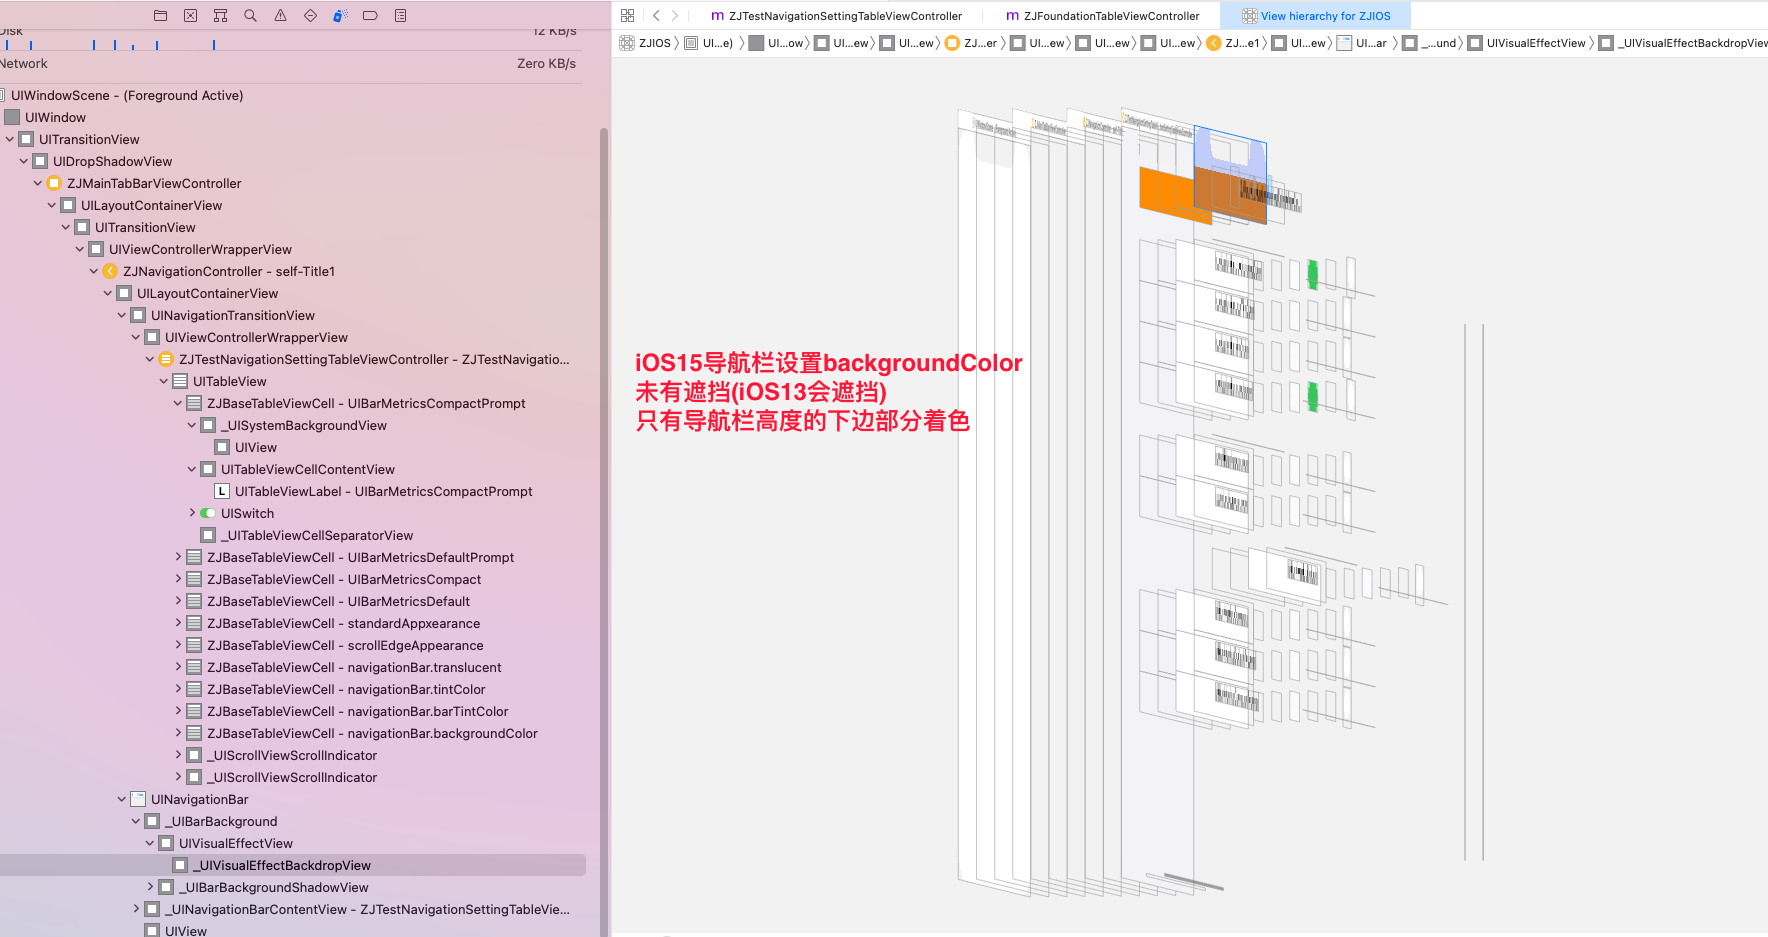 Disk
12 KB/s
Network
Zero KB/s
UIWindowScene - (Foreground Active)
UIWindow
UITransitionView
UIDropShadowView
ZJMainTabBarViewController
UILayoutContainerView
UITransitionView
UIViewControllerWrapperView
ZJNavigationController - self-Title1
UILayoutContainerView
UINavigationTransitionView
UIViewControllerWrapperView
ZJTestNavigationSettingTableViewController - ZJTestNavigatio...
UITableView
ZJBaseTableViewCell - UIBarMetricsCompactPrompt
_UISystemBackgroundView
UIView
UITableViewCellContentView
L UITableViewLabel - UIBarMetricsCompactPrompt
UISwitch
_UITableViewCellSeparatorView
ZJBaseTableViewCell - UIBarMetricsDefaultPrompt
ZJBaseTableViewCell - UIBarMetricsCompact
ZJBaseTableViewCell - UIBarMetricsDefault
ZJBaseTableViewCell - standardAppxearance
ZJBaseTableViewCell - scrollEdgeAppearance
ZJBaseTableViewCell - navigationBar.translucent
ZJBaseTableViewCell - navigationBar.tintColor
ZJBaseTableViewCell - navigationBar.barTintColor
ZJBaseTableViewCell - navigationBar.backgroundColor
_UIScrollViewScrollIndicator
_UIScrollViewScrollIndicator
UINavigationBar
_UIBarBackground
UIVisualEffectView
_UIVisualEffectBackdropView
_UIBarBackgroundShadowView
_UINavigationBarContentView - ZJTestNavigationSettingTableVie...
UIView
m ZJTestNavigationSettingTableViewController
m ZJFoundationTableViewController
View hierarchy for ZJIOS
ZJIOS UI...e) UI...ow UI...ew UI...ew ZJ...er UI...ew UI...ew UI...ew ZJ...e1 UI...ew UI...ar _...und UIVisualEffectView _UIVisualEffectBackdropView
iOS15导航栏设置backgroundColor
未有遮挡(iOS13会遮挡)
只有导航栏高度的下边部分着色